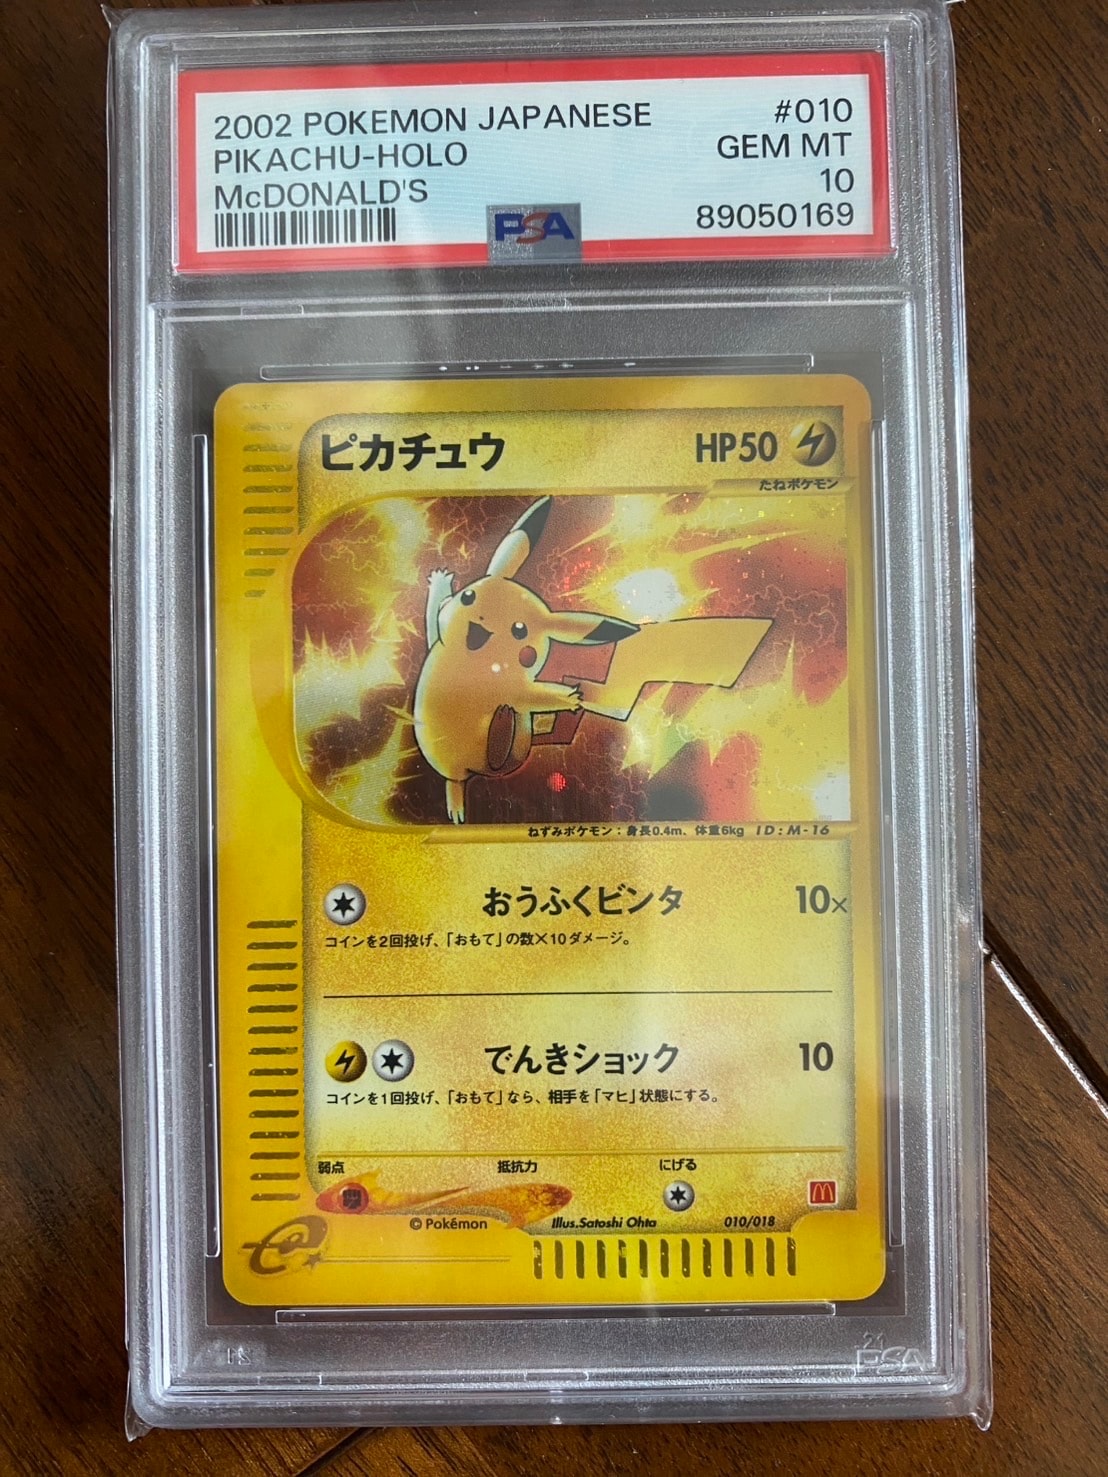 2002 POKEMON JAPANESE #010
PIKACHU-HOLO GEM MT
McDONALD'S 10
89050169
PSA
ピカチュウ HP50
たねポケモン
ねずみポケモン:身長0.4m、体重6kg ID:M-16
おうふくビンタ 10×
コインを2回投げ、「おもて」の数×10ダメージ。
でんきショック 10
コインを1回投げ、「おもて」なら、相手を「マヒ」状態にする。
弱点 抵抗力 にげる
© Pokémon Illus.Satoshi Ohta 010/018
e
21 PSA